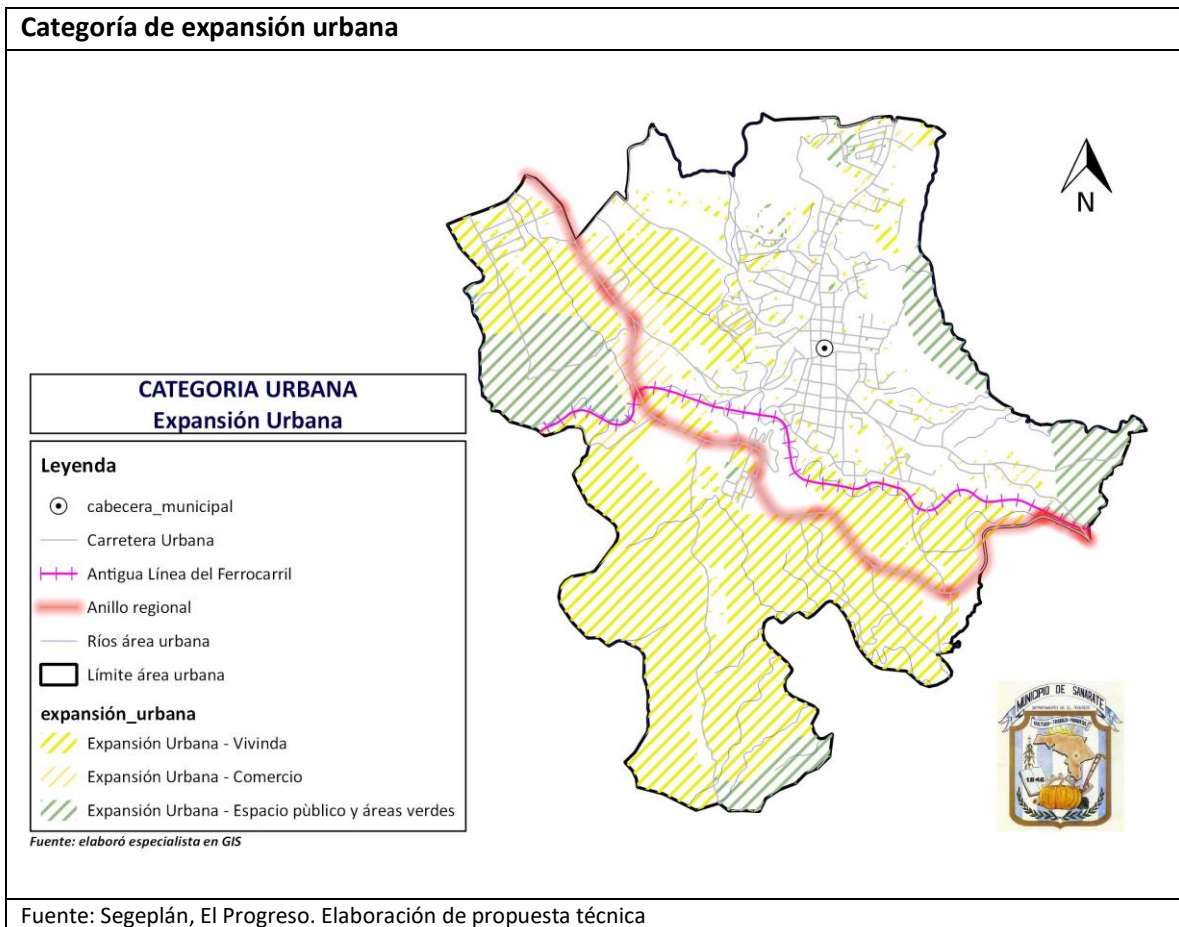 Categoría de expansión urbana
N
CATEGORIA URBANA
Expansión Urbana
Leyenda
cabecera_municipal
Carretera Urbana
Antigua Línea del Ferrocarril
Anillo regional
Ríos área urbana
Límite área urbana
expansión_urbana
Expansión Urbana - Vivinda
Expansión Urbana - Comercio
Expansión Urbana - Espacio pùblico y áreas verdes
Fuente: elaboró especialista en GIS
MUNICIPIO DE SANARATE
Fuente: Segeplán, El Progreso. Elaboración de propuesta técnica